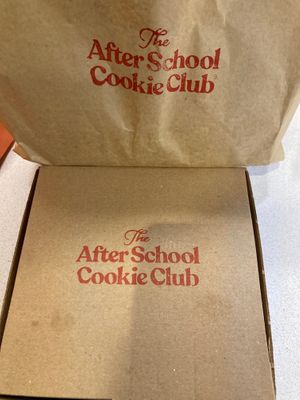 The
After School
Cookie Club
The
After School
Cookie Club